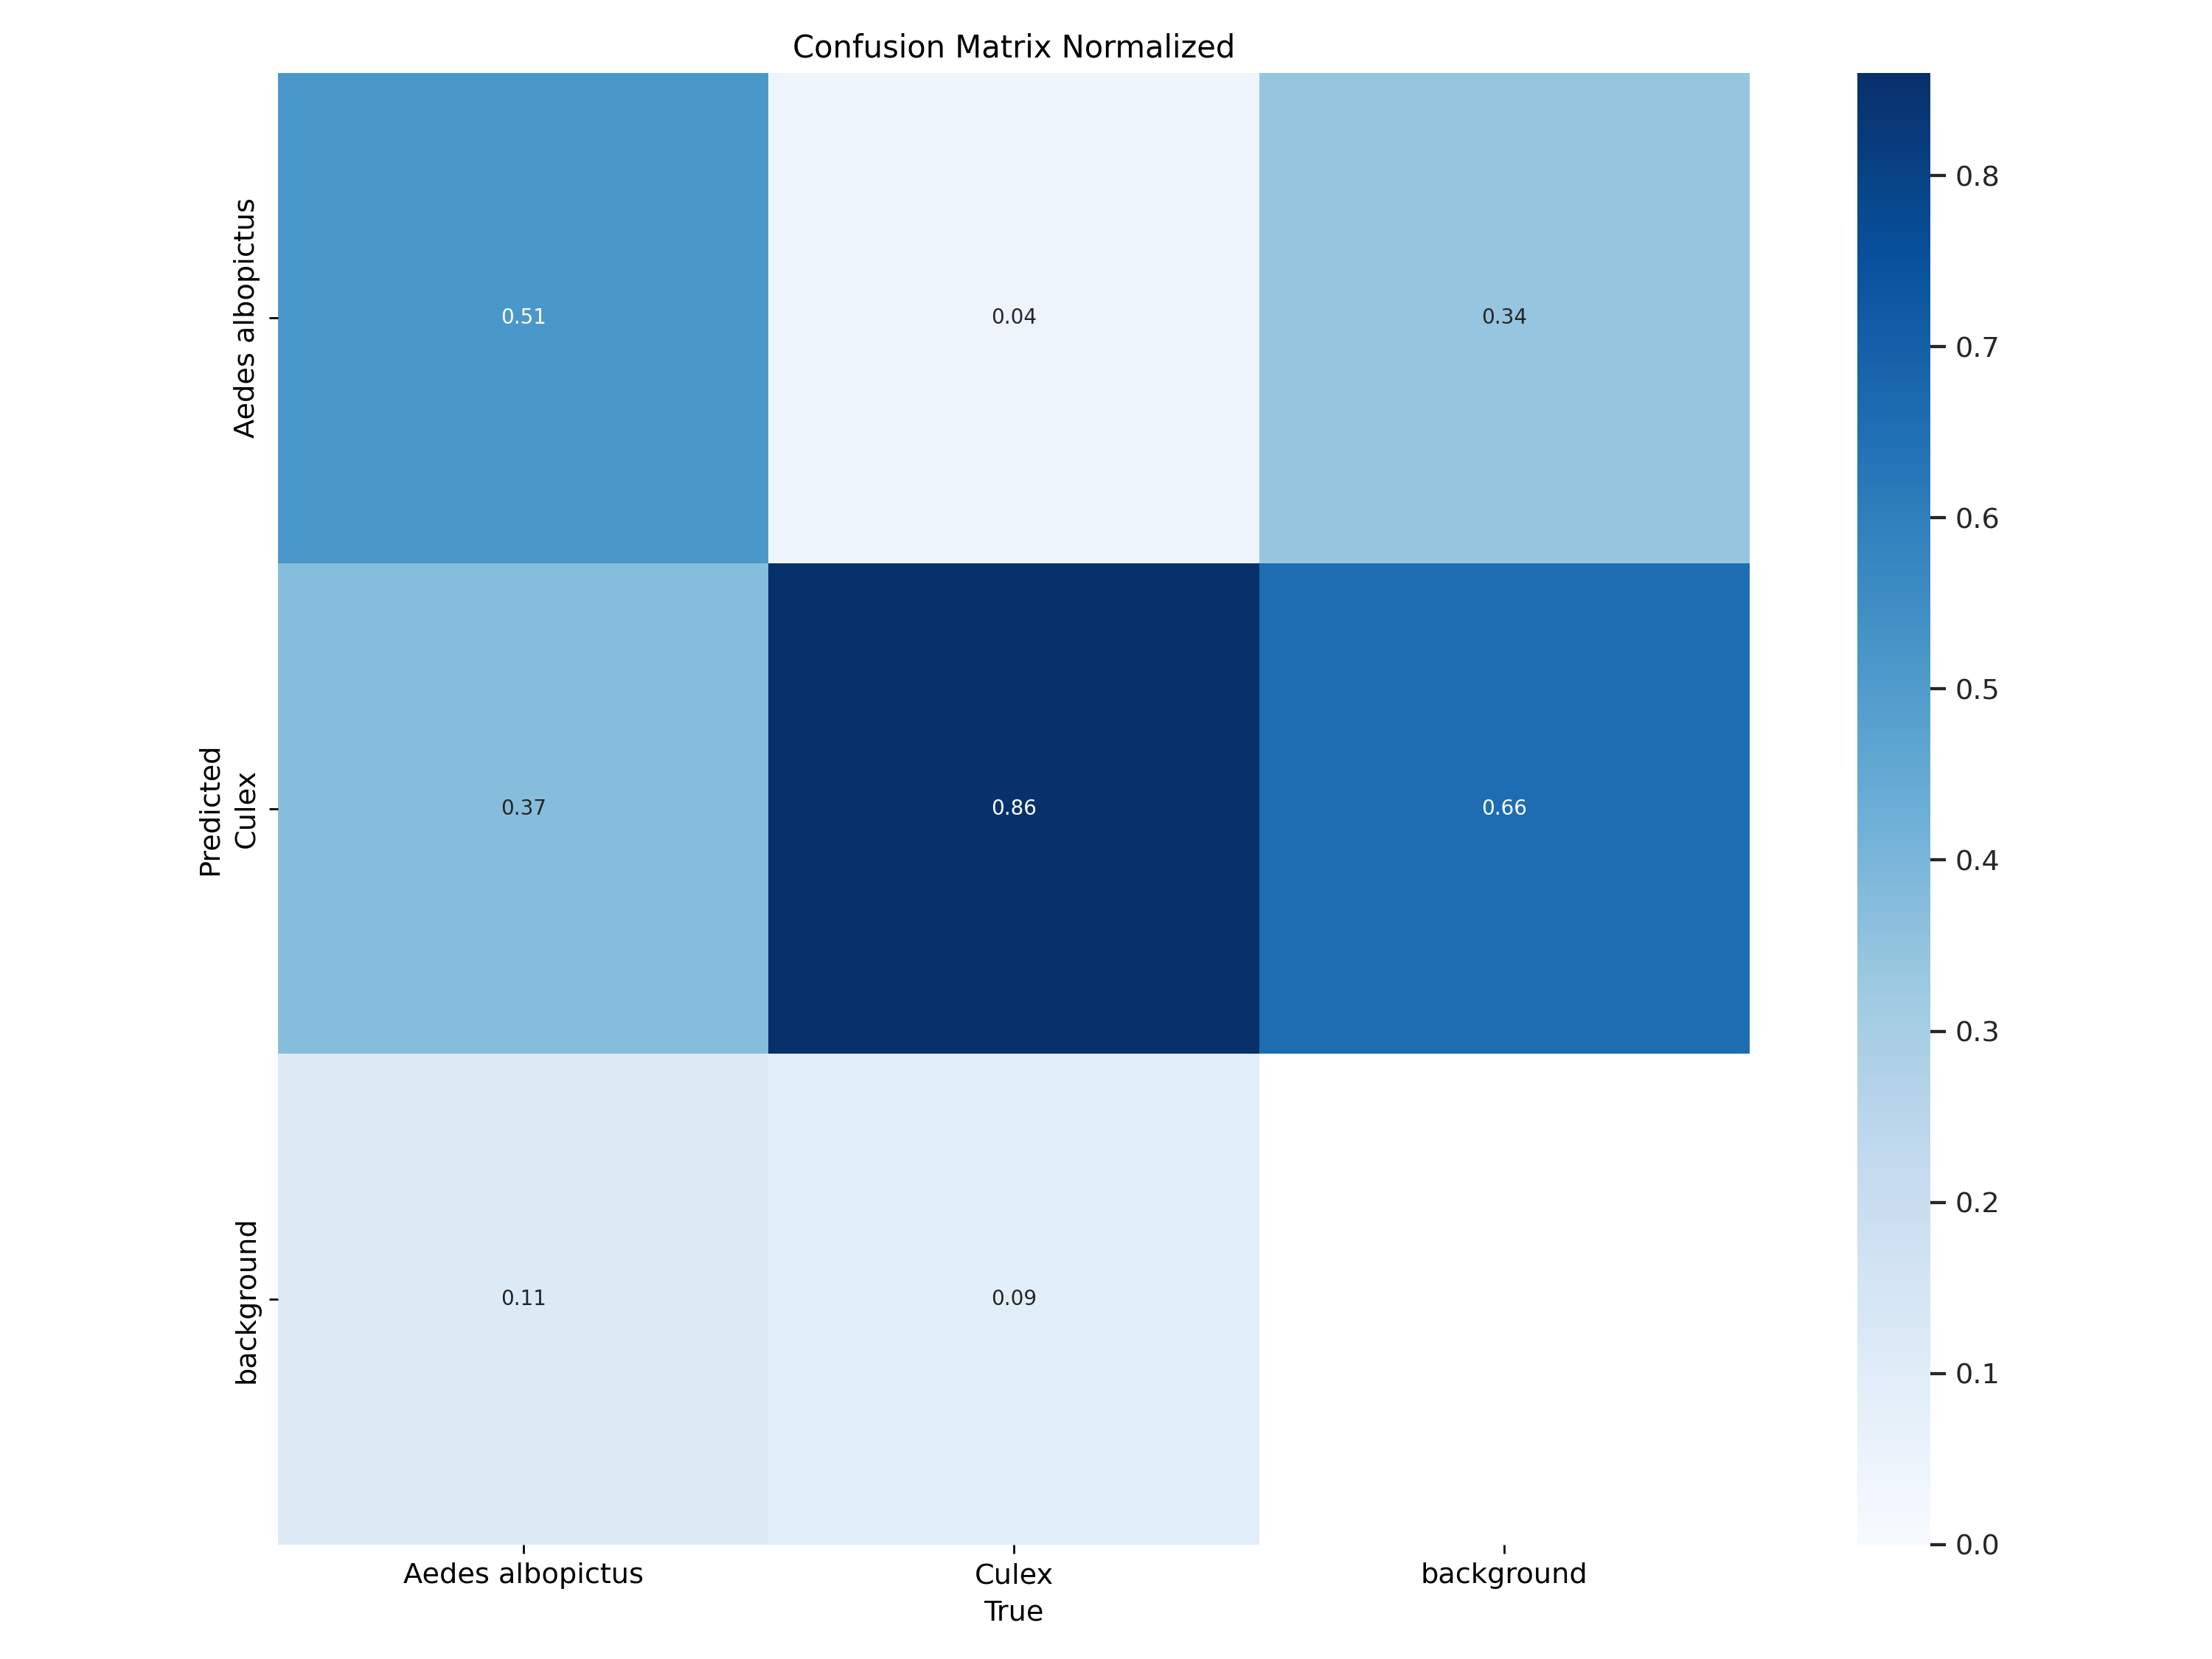 Confusion Matrix Normalized
Predicted
Aedes albopictus
0.51
0.04
0.34
Culex
0.37
0.86
0.66
background
0.11
0.09
Aedes albopictus
Culex
background
True
0.8
0.7
0.6
0.5
0.4
0.3
0.2
0.1
0.0